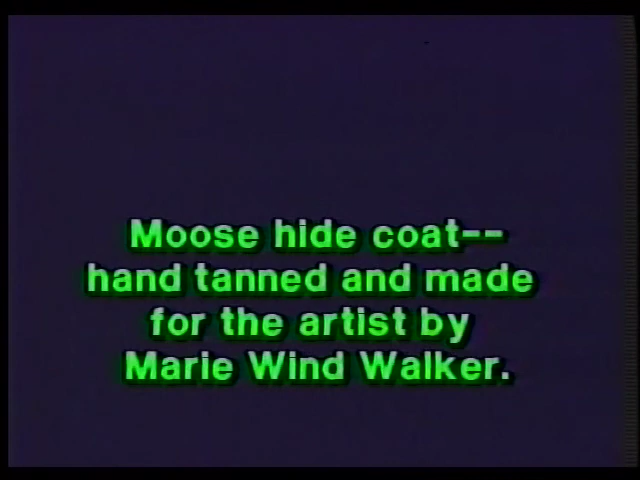 Moose hide coat--
hand tanned and made
for the artist by
Marie Wind Walker.